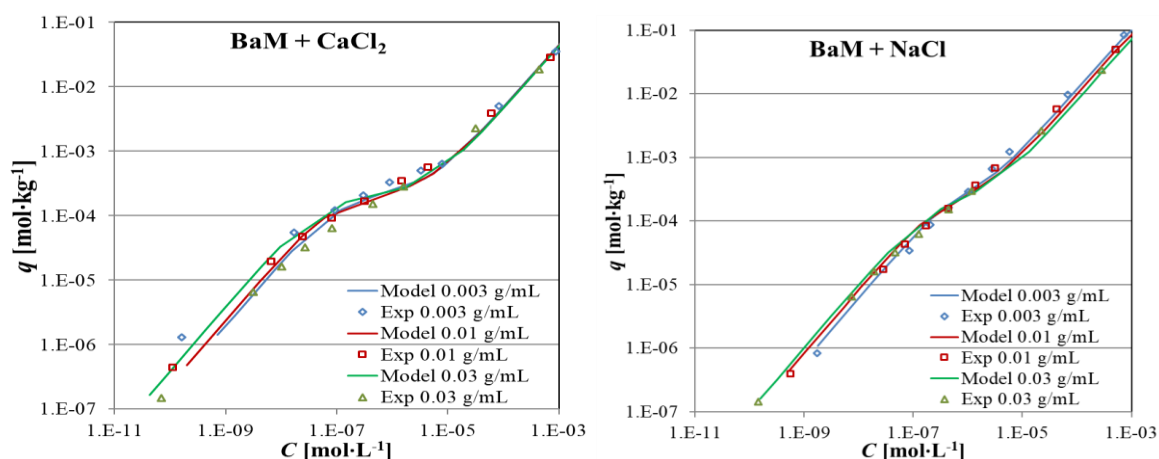 BaM + CaCl₂
1.E-01
1.E-02
1.E-03
1.E-04
1.E-05
1.E-06
1.E-07
q [mol·kg⁻¹]
Model 0.003 g/mL
Exp 0.003 g/mL
Model 0.01 g/mL
Exp 0.01 g/mL
Model 0.03 g/mL
Exp 0.03 g/mL
1.E-11 1.E-09 1.E-07 1.E-05 1.E-03
C [mol·L⁻¹]
BaM + NaCl
1.E-01
1.E-02
1.E-03
1.E-04
1.E-05
1.E-06
1.E-07
q [mol·kg⁻¹]
Model 0.003 g/mL
Exp 0.003 g/mL
Model 0.01 g/mL
Exp 0.01 g/mL
Model 0.03 g/mL
Exp 0.03 g/mL
1.E-11 1.E-09 1.E-07 1.E-05 1.E-03
C [mol·L⁻¹]